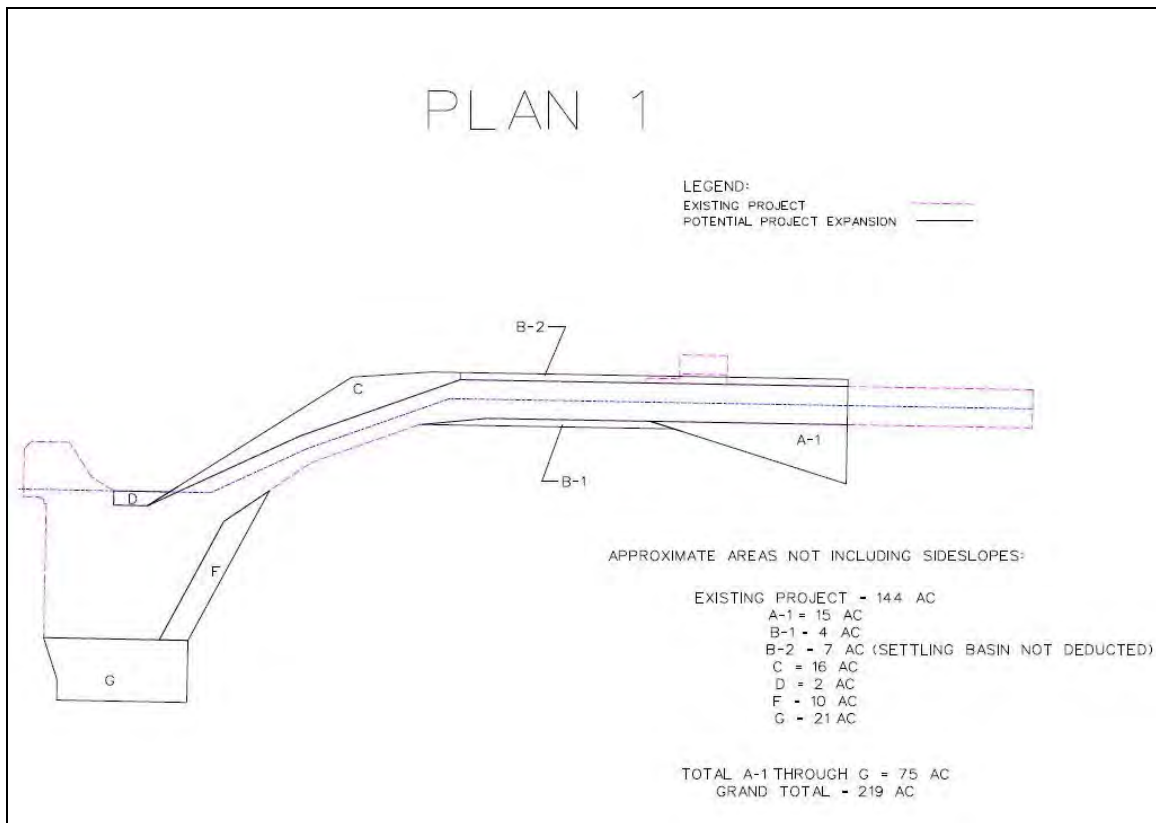 PLAN 1
LEGEND:
EXISTING PROJECT
POTENTIAL PROJECT EXPANSION
B-2
C
A-1
B-1
D
F
G
APPROXIMATE AREAS NOT INCLUDING SIDESLOPES:
EXISTING PROJECT - 144 AC
A-1 = 15 AC
B-1 - 4 AC
B-2 - 7 AC (SETTLING BASIN NOT DEDUCTED)
C = 16 AC
D = 2 AC
F - 10 AC
G - 21 AC
TOTAL A-1 THROUGH G = 75 AC
GRAND TOTAL - 219 AC